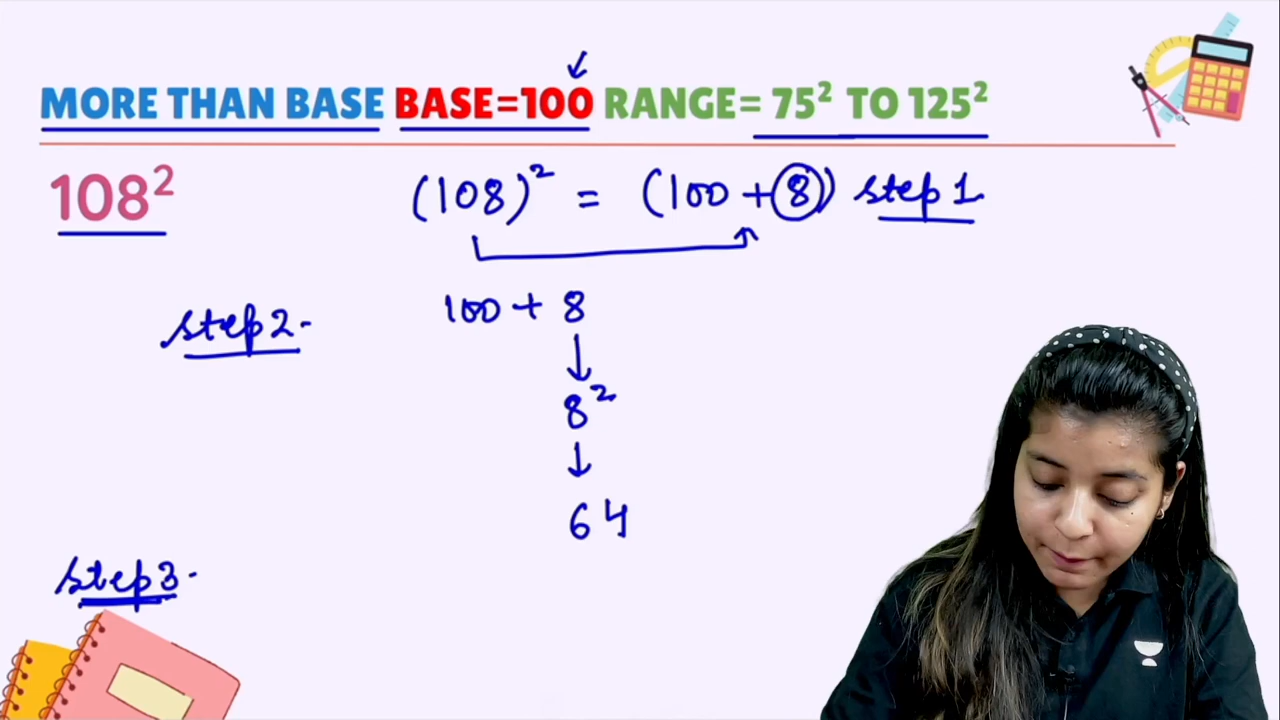 MORE THAN BASE BASE=100 RANGE= 75² TO 125²
108² (108)² = (100 + 8) step 1
step 2- 100 + 8
8²
64
step 3-